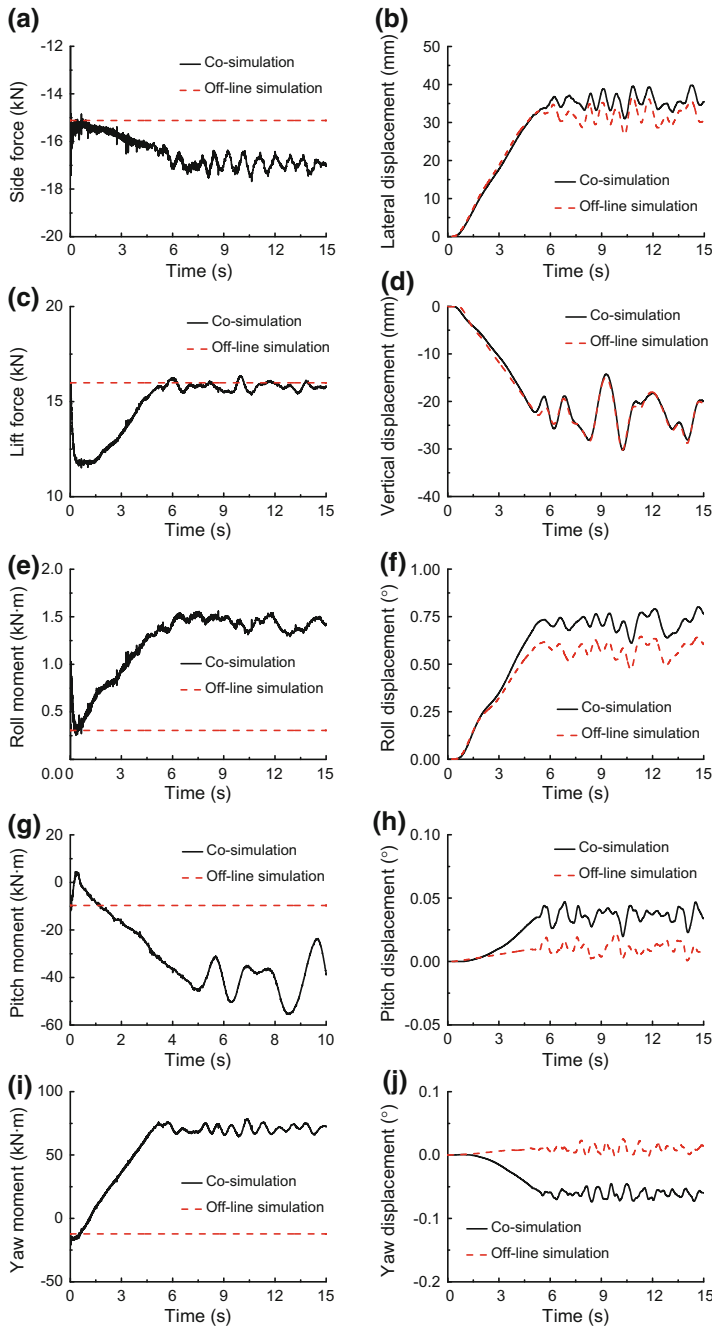 (a)
Side force (kN)
-12
-14
-16
-18
-20
Co-simulation
Off-line simulation
0 3 6 9 12 15
Time (s)
(b)
Lateral displacement (mm)
50
40
30
20
10
0
Co-simulation
Off-line simulation
0 3 6 9 12 15
Time (s)
(c)
Lift force (kN)
20
15
10
Co-simulation
Off-line simulation
0 3 6 9 12 15
Time (s)
(d)
Vertical displacement (mm)
0
-10
-20
-30
-40
Co-simulation
Off-line simulation
0 3 6 9 12 15
Time (s)
(e)
Roll moment (kN·m)
2.0
1.5
1.0
0.5
0.0
Co-simulation
Off-line simulation
0 3 6 9 12 15
Time (s)
(f)
Roll displacement (°)
1.00
0.75
0.50
0.25
0.00
Co-simulation
Off-line simulation
0 3 6 9 12 15
Time (s)
(g)
Pitch moment (kN·m)
20
0
-20
-40
-60
Co-simulation
Off-line simulation
0 2 4 6 8 10
Time (s)
(h)
Pitch displacement (°)
0.10
0.05
0.00
-0.05
Co-simulation
Off-line simulation
0 3 6 9 12 15
Time (s)
(i)
Yaw moment (kN·m)
100
50
0
-50
Co-simulation
Off-line simulation
0 3 6 9 12 15
Time (s)
(j)
Yaw displacement (°)
0.1
0.0
-0.1
-0.2
Co-simulation
Off-line simulation
0 3 6 9 12 15
Time (s)